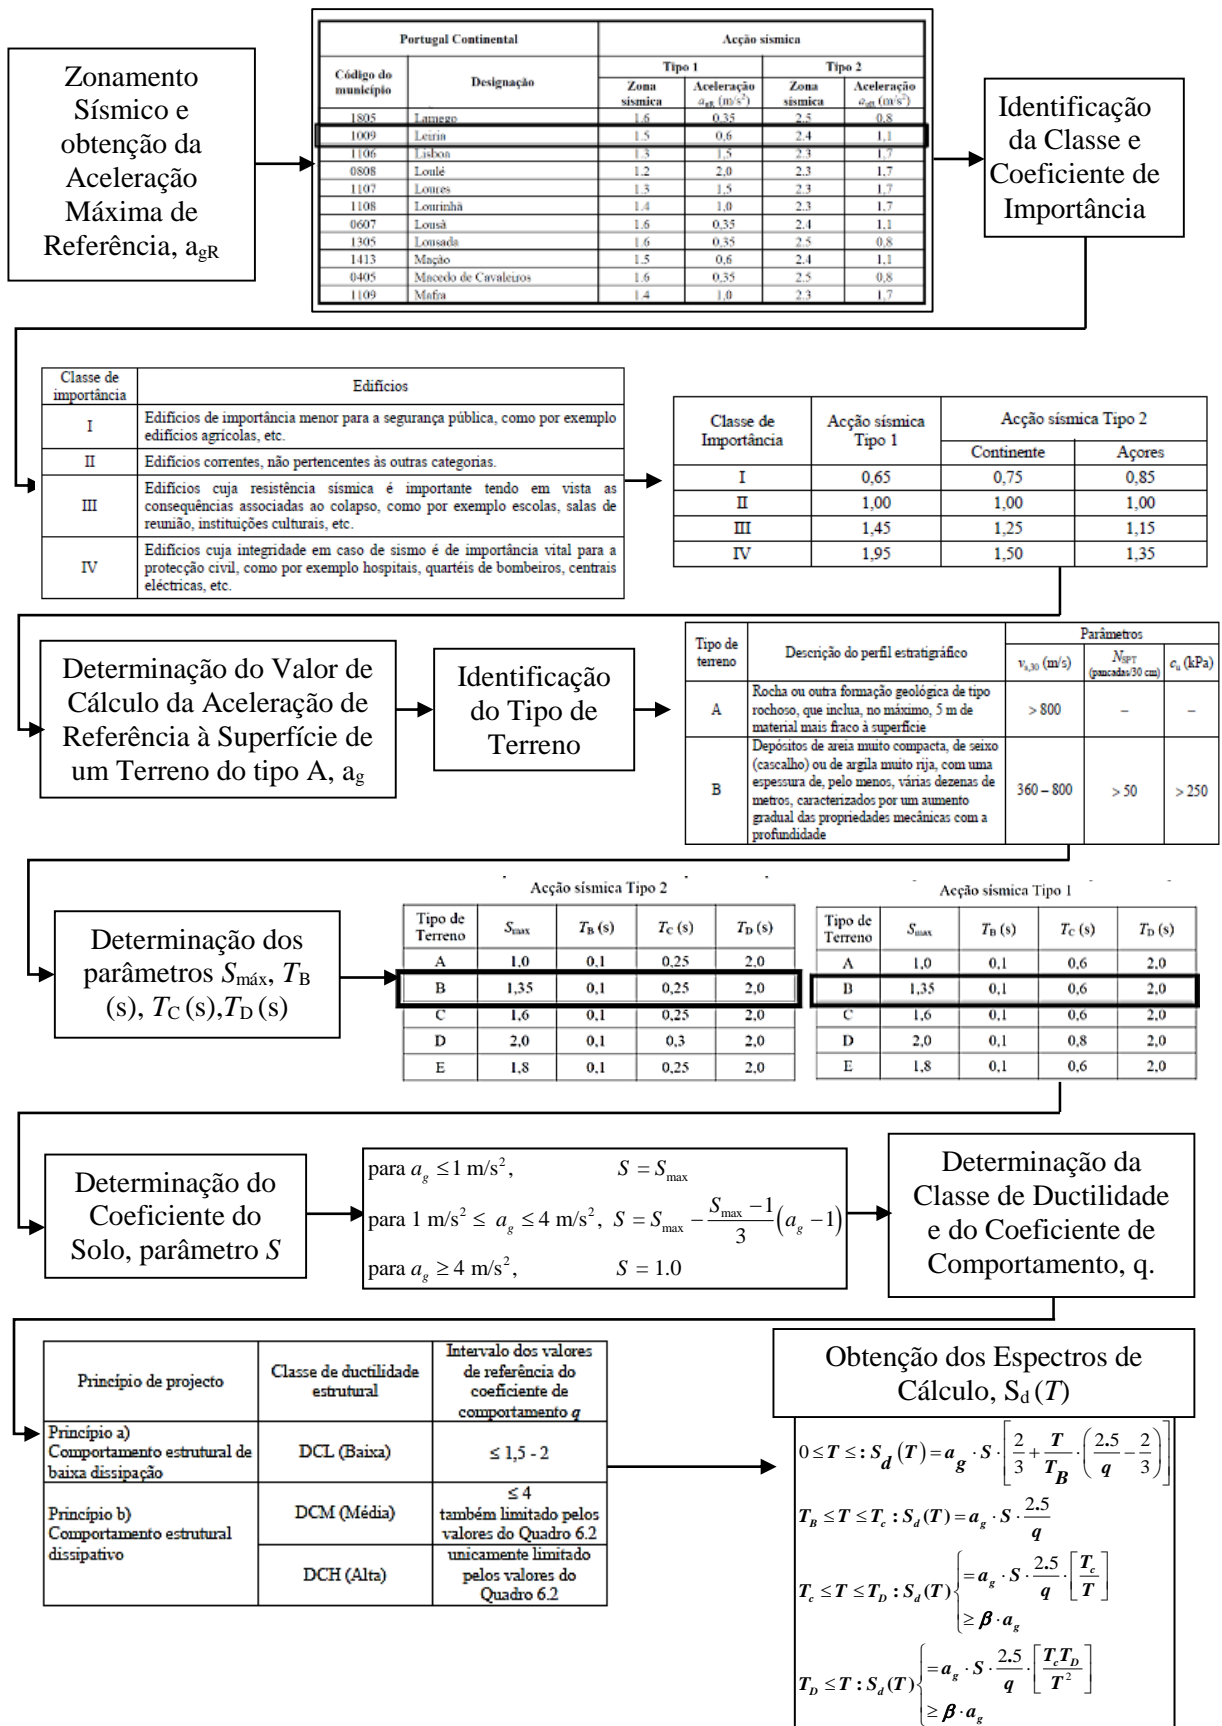 Zonamento
Sísmico e
obtenção da
Aceleração
Máxima de
Referência, agR
Portugal Continental Acção sísmica
Código do município Designação Tipo 1 Tipo 2
Zona sísmica Aceleração agR (m/s²) Zona sísmica Aceleração agR (m/s²)
1805 Lamego 1.6 0,35 2.5 0,8
1009 Leiria 1.5 0,6 2.4 1,1
1106 Lisboa 1.3 1,5 2.3 1,7
0808 Loulé 1.2 2,0 2.3 1,7
1107 Loures 1.3 1,5 2.3 1,7
1108 Lourinhã 1.4 1,0 2.3 1,7
0607 Lousã 1.6 0,35 2.4 1,1
1305 Lousada 1.6 0,35 2.5 0,8
1413 Mação 1.5 0,6 2.4 1,1
0405 Macedo de Cavaleiros 1.6 0,35 2.5 0,8
1109 Mafra 1.4 1,0 2.3 1,7
Identificação
da Classe e
Coeficiente de
Importância
Classe de importância Edifícios
I Edifícios de importância menor para a segurança pública, como por exemplo
edifícios agrícolas, etc.
II Edifícios correntes, não pertencentes às outras categorias.
III Edifícios cuja resistência sísmica é importante tendo em vista as
consequências associadas ao colapso, como por exemplo escolas, salas de
reunião, instituições culturais, etc.
IV Edifícios cuja integridade em caso de sismo é de importância vital para a
protecção civil, como por exemplo hospitais, quartéis de bombeiros, centrais
eléctricas, etc.
Classe de Importância Acção sísmica Tipo 1 Acção sísmica Tipo 2
Continente Açores
I 0,65 0,75 0,85
II 1,00 1,00 1,00
III 1,45 1,25 1,15
IV 1,95 1,50 1,35
Determinação do Valor de
Cálculo da Aceleração de
Referência à Superfície de
um Terreno do tipo A, ag
Identificação
do Tipo de
Terreno
Tipo de terreno Descrição do perfil estratigráfico Parâmetros
vs,30 (m/s) NSPT (pancadas/30 cm) cu (kPa)
A Rocha ou outra formação geológica de tipo
rochoso, que inclua, no máximo, 5 m de
material mais fraco à superfície
> 800 – –
B Depósitos de areia muito compacta, de seixo
(cascalho) ou de argila muito rija, com uma
espessura de, pelo menos, várias dezenas de
metros, caracterizados por um aumento
gradual das propriedades mecânicas com a
profundidade
360 – 800 > 50 > 250
Determinação dos
parâmetros Smáx, TB
(s), TC (s),TD (s)
Acção sísmica Tipo 2
Tipo de Terreno Smax TB (s) TC (s) TD (s)
A 1,0 0,1 0,25 2,0
B 1,35 0,1 0,25 2,0
C 1,6 0,1 0,25 2,0
D 2,0 0,1 0,3 2,0
E 1,8 0,1 0,25 2,0
Acção sísmica Tipo 1
Tipo de Terreno Smax TB (s) TC (s) TD (s)
A 1,0 0,1 0,6 2,0
B 1,35 0,1 0,6 2,0
C 1,6 0,1 0,6 2,0
D 2,0 0,1 0,8 2,0
E 1,8 0,1 0,6 2,0
Determinação do
Coeficiente do
Solo, parâmetro S
para ag ≤ 1 m/s², S = Smax
para 1 m/s² ≤ ag ≤ 4 m/s², S = Smax − (Smax − 1)/3 (ag − 1)
para ag ≥ 4 m/s², S = 1.0
Determinação da
Classe de Ductilidade
e do Coeficiente de
Comportamento, q.
Princípio de projecto Classe de ductilidade estrutural Intervalo dos valores de referência do coeficiente de comportamento q
Princípio a)
Comportamento estrutural de
baixa dissipação
DCL (Baixa) ≤ 1,5 - 2
Princípio b)
Comportamento estrutural
dissipativo
DCM (Média) ≤ 4
também limitado pelos
valores do Quadro 6.2
DCH (Alta) unicamente limitado
pelos valores do
Quadro 6.2
Obtenção dos Espectros de
Cálculo, Sd (T)
0 ≤ T ≤ : Sd (T) = ag · S · [2/3 + T/TB · (2.5/q − 2/3)]
TB ≤ T ≤ Tc : Sd(T) = ag · S · 2.5/q
Tc ≤ T ≤ TD : Sd(T) { = ag · S · 2.5/q · [Tc/T]
≥ β · ag
TD ≤ T : Sd(T) { = ag · S · 2.5/q · [TcTD/T²]
≥ β · ag